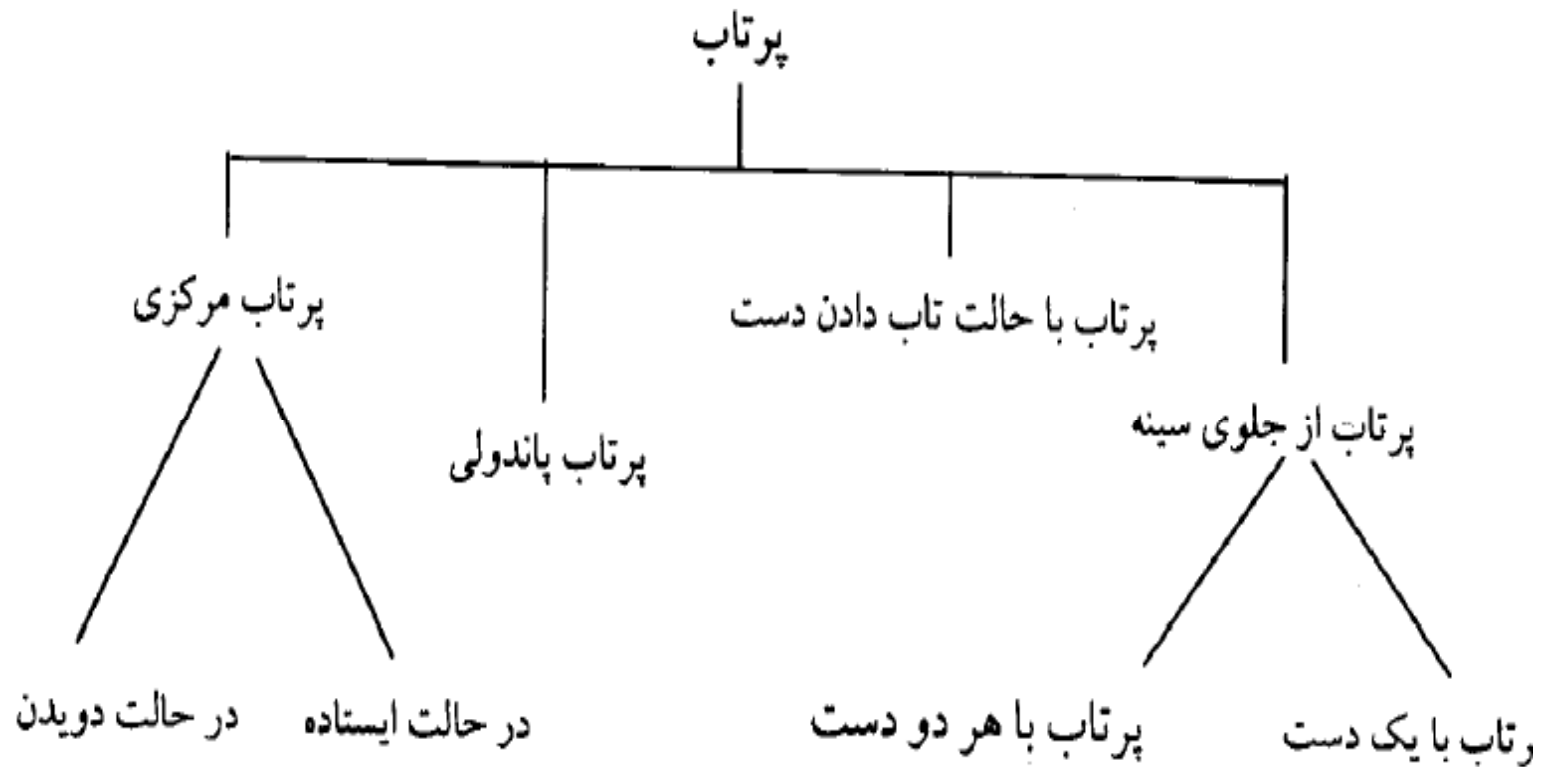 پرتاب
پرتاب مرکزی
پرتاب با حالت تاب دادن دست
پرتاب از جلوی سینه
پرتاب پاندولی
در حالت دویدن
در حالت ایستاده
پرتاب با هر دو دست
رتاب با یک دست